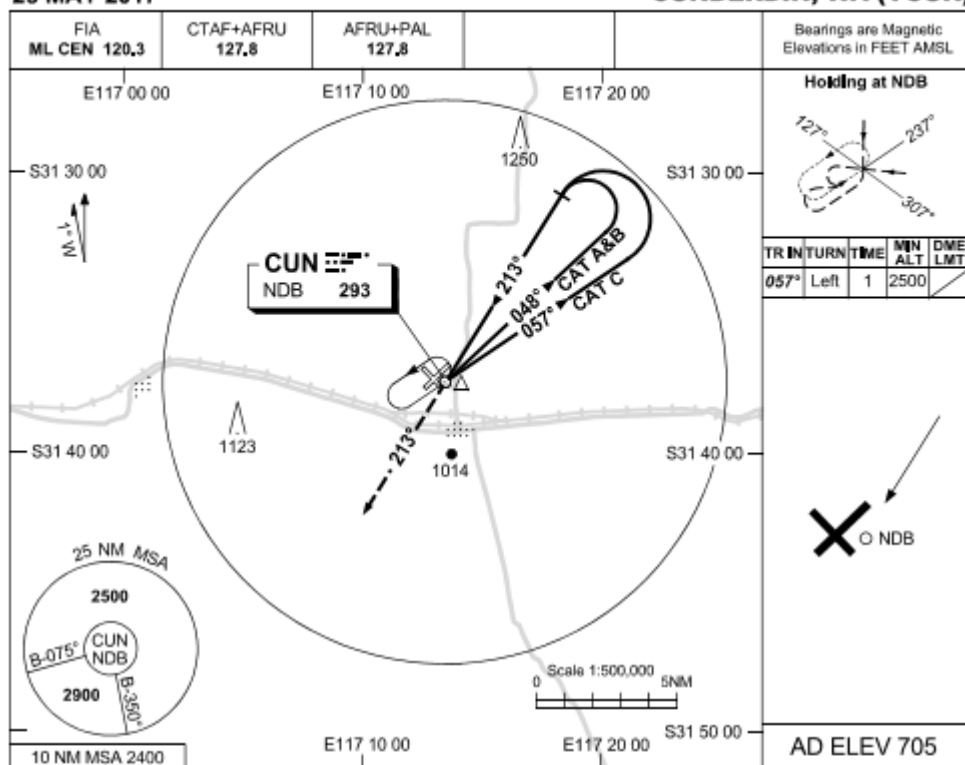 FIA
ML CEN 120.3
CTAF+AFRU
127.8
AFRU+PAL
127.8
Bearings are Magnetic
Elevations in FEET AMSL
E117 00 00
E117 10 00
E117 20 00
Holding at NDB
127°
237°
307°
S31 30 00
1250
S31 30 00
1° W
TR IN TURN TIME MIN ALT DME LMT
057° Left 1 2500
CUN
NDB 293
213°
048° CAT A&B
057° CAT C
213°
1123
S31 40 00
1014
S31 40 00
NDB
25 NM MSA
2500
CUN
NDB
B-075°
2900
B-350°
Scale 1:500,000
0 5NM
S31 50 00
E117 10 00
E117 20 00
10 NM MSA 2400
AD ELEV 705